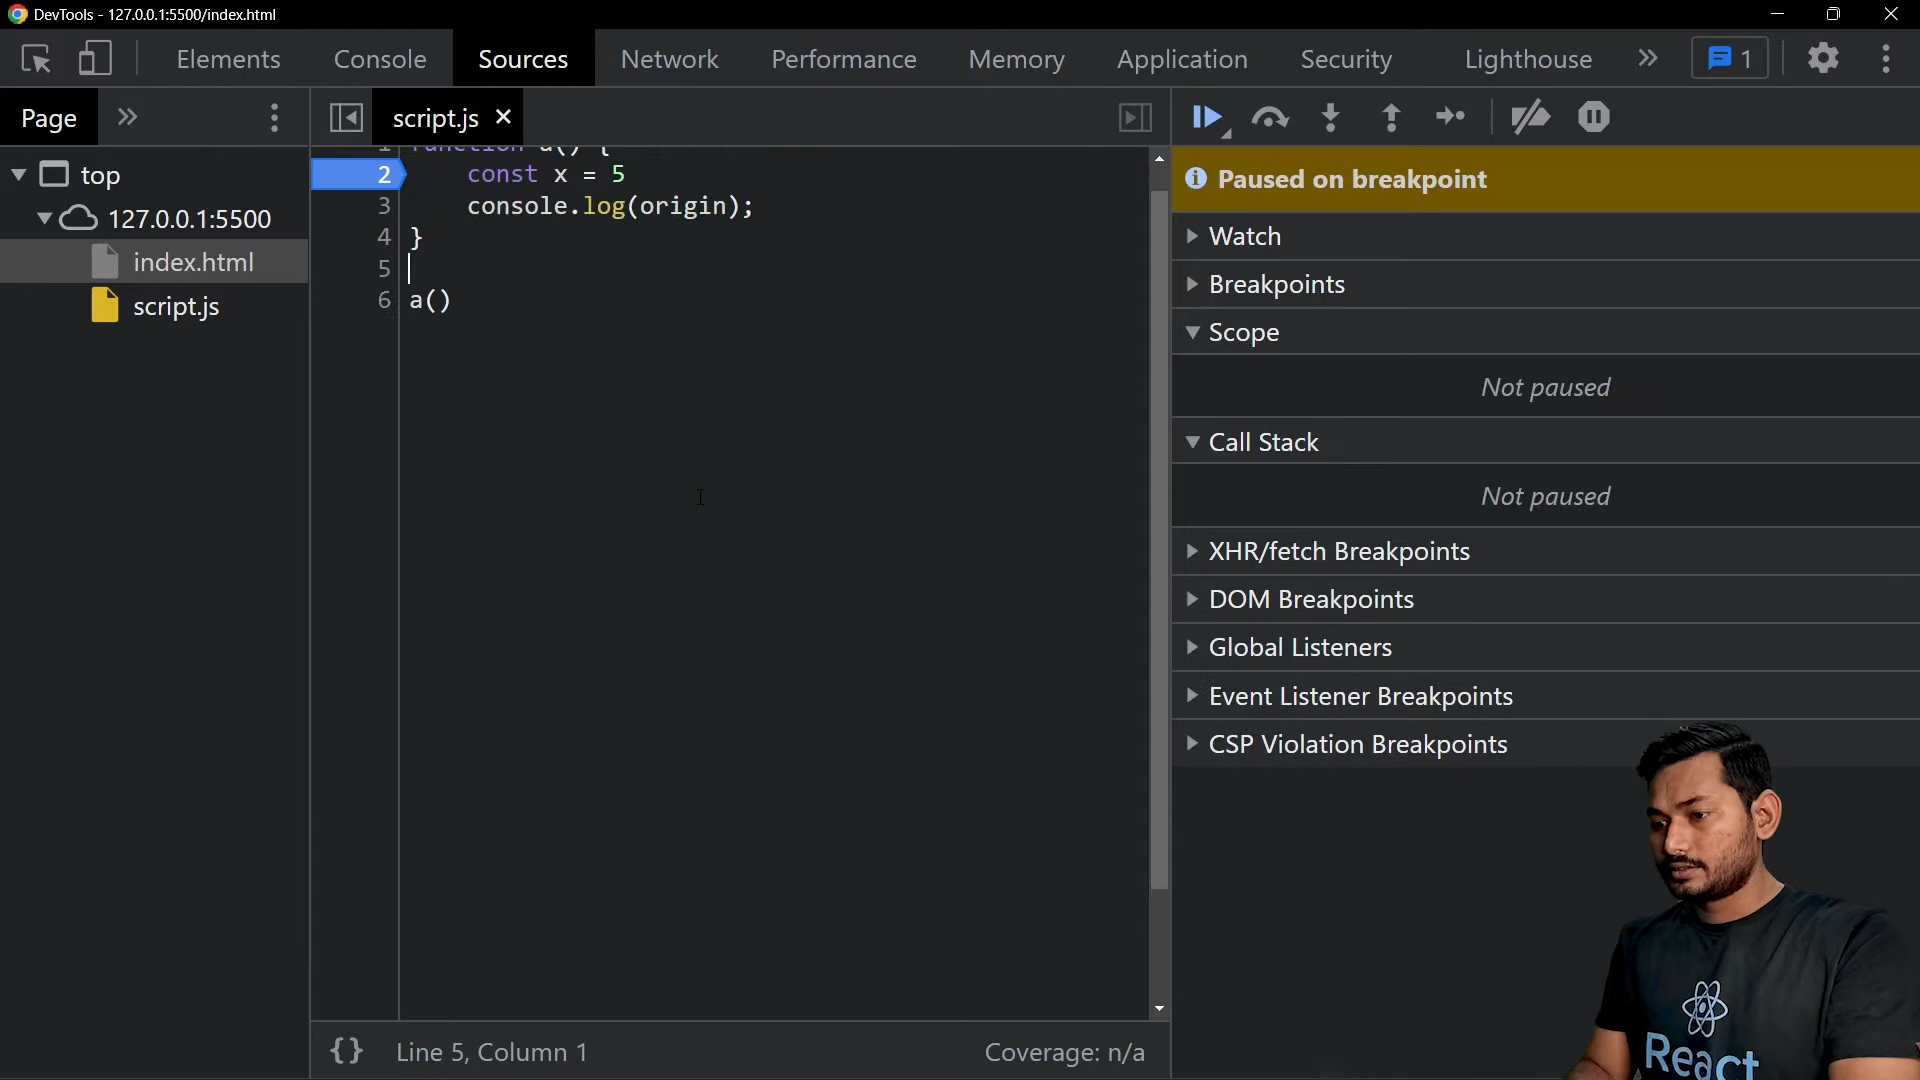 DevTools - 127.0.0.1:5500/index.html
Elements Console Sources Network Performance Memory Application Security Lighthouse 1
Page
script.js
top
127.0.0.1:5500
index.html
script.js
1 function a() {
2 const x = 5
3 console.log(origin);
4 }
5
6 a()
{} Line 5, Column 1 Coverage: n/a
Paused on breakpoint
Watch
Breakpoints
Scope
Not paused
Call Stack
Not paused
XHR/fetch Breakpoints
DOM Breakpoints
Global Listeners
Event Listener Breakpoints
CSP Violation Breakpoints
React